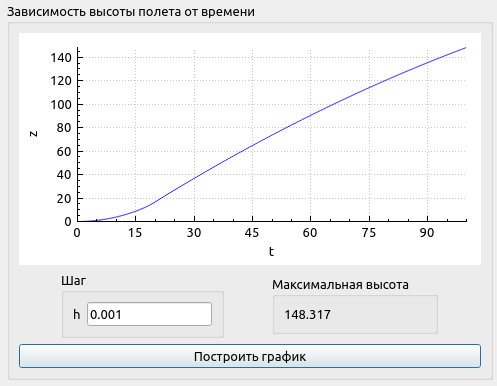 Зависимость высоты полета от времени
140
120
100
80
60
40
20
0
z
0 15 30 45 60 75 90
t
Шаг
h 0.001
Максимальная высота
148.317
Построить график